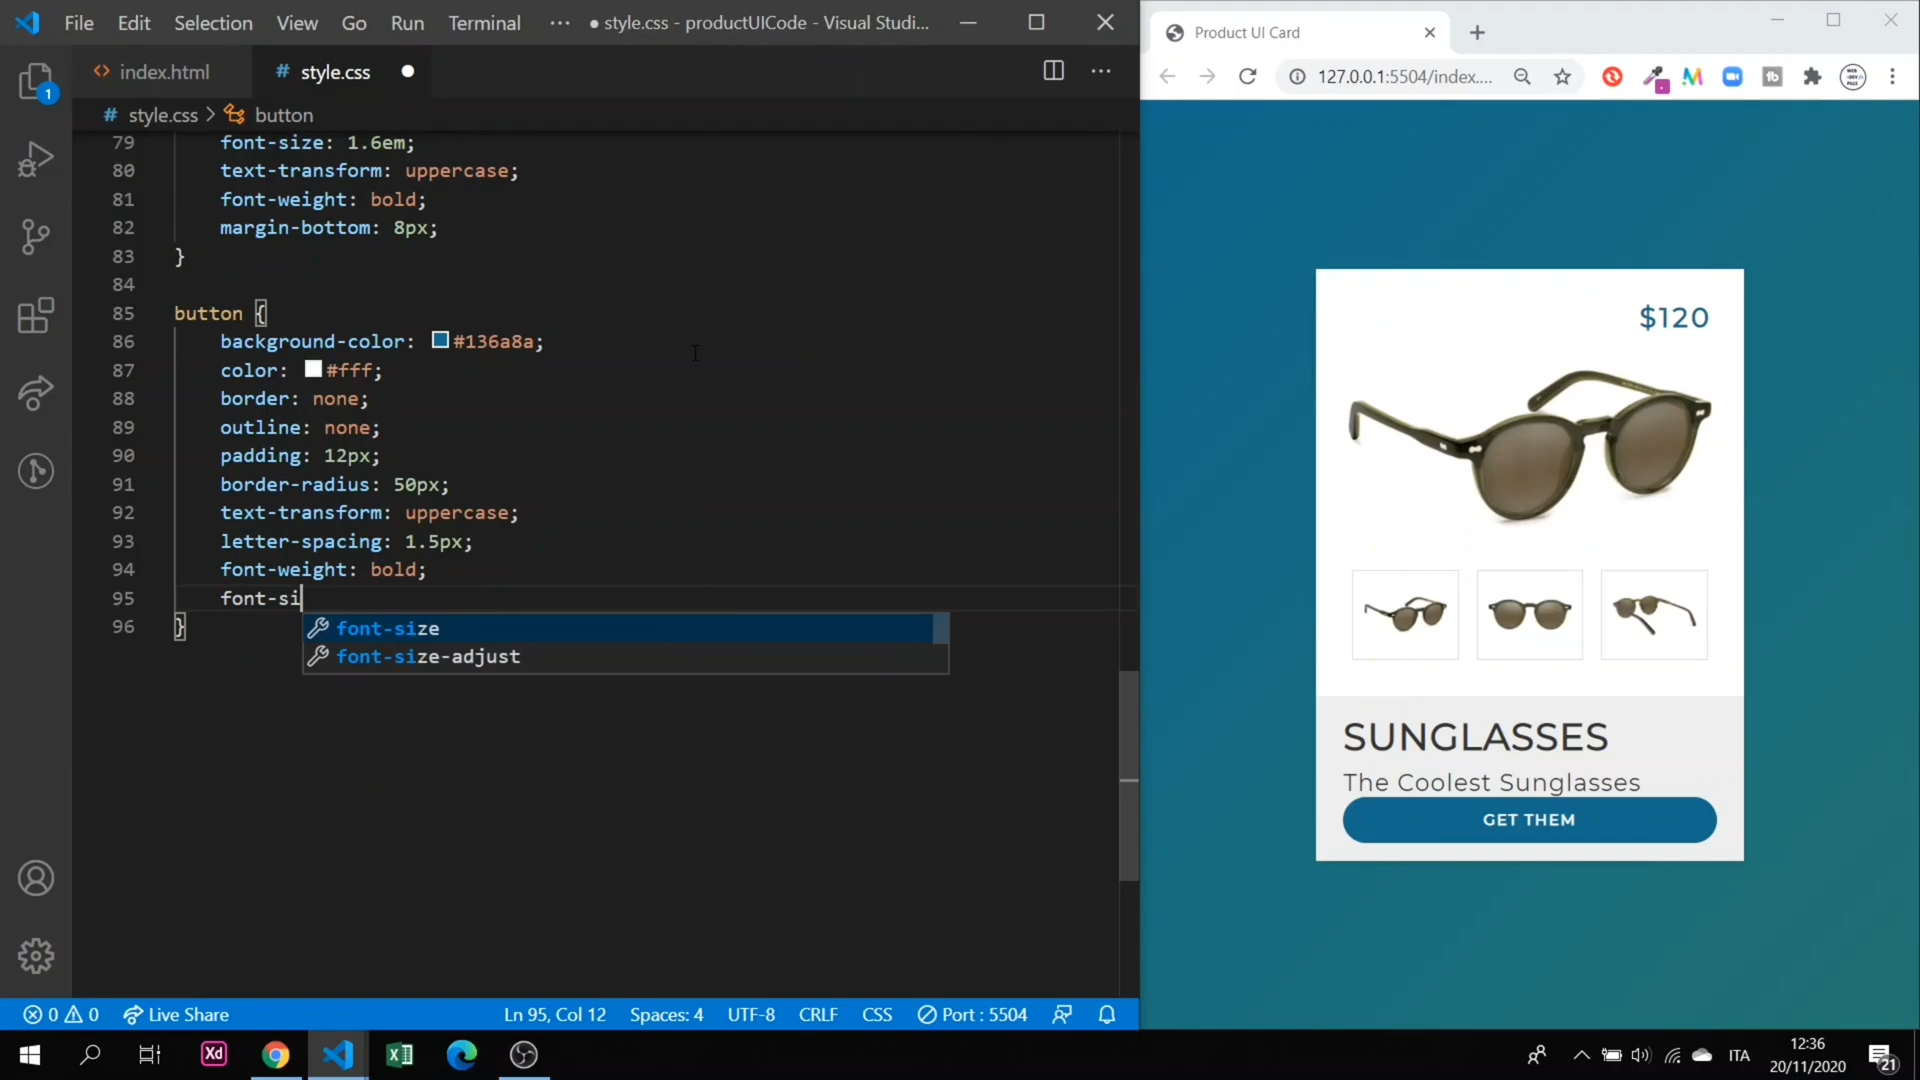 File Edit Selection View Go Run Terminal ··· ● style.css - productUICode - Visual Studi...
index.html
# style.css
# style.css > button
79 font-size: 1.6em;
80 text-transform: uppercase;
81 font-weight: bold;
82 margin-bottom: 8px;
83 }
84
85 button {
86 background-color: #136a8a;
87 color: #fff;
88 border: none;
89 outline: none;
90 padding: 12px;
91 border-radius: 50px;
92 text-transform: uppercase;
93 letter-spacing: 1.5px;
94 font-weight: bold;
95 font-si
96 }
font-size
font-size-adjust
1
0 0 Live Share Ln 95, Col 12 Spaces: 4 UTF-8 CRLF CSS Port : 5504
Product UI Card
127.0.0.1:5504/index....
$120
SUNGLASSES
The Coolest Sunglasses
GET THEM
Xd
ITA
12:36
20/11/2020
21